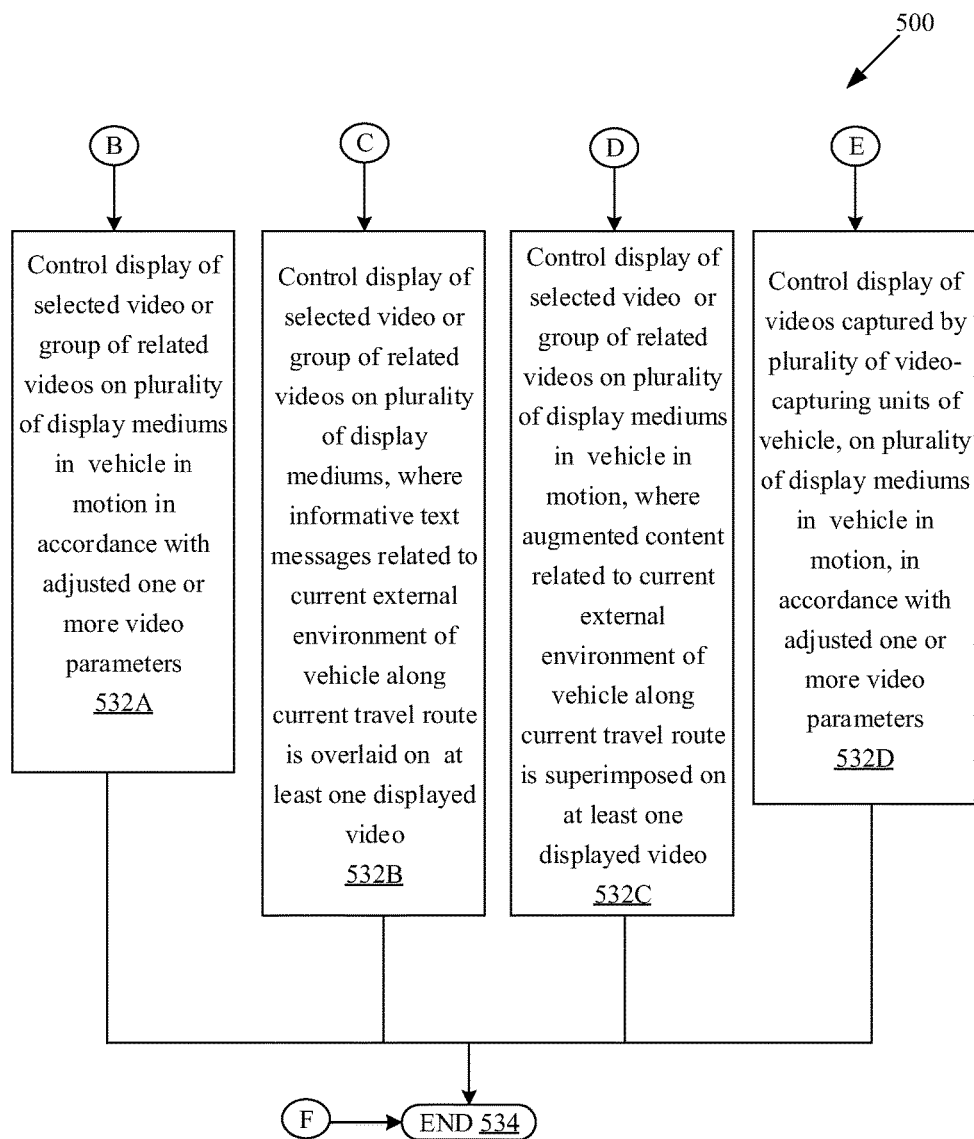 500
B
C
D
E
Control display of
selected video or
group of related
videos on plurality
of display mediums
in vehicle in
motion in
accordance with
adjusted one or
more video
parameters
532A
Control display of
selected video or
group of related
videos on plurality
of display
mediums, where
informative text
messages related to
current external
environment of
vehicle along
current travel route
is overlaid on at
least one displayed
video
532B
Control display of
selected video or
group of related
videos on plurality
of display mediums
in vehicle in
motion, where
augmented content
related to current
external
environment of
vehicle along
current travel route
is superimposed on
at least one
displayed video
532C
Control display of
videos captured by
plurality of video-
capturing units of
vehicle, on plurality
of display mediums
in vehicle in
motion, in
accordance with
adjusted one or
more video
parameters
532D
F
END 534